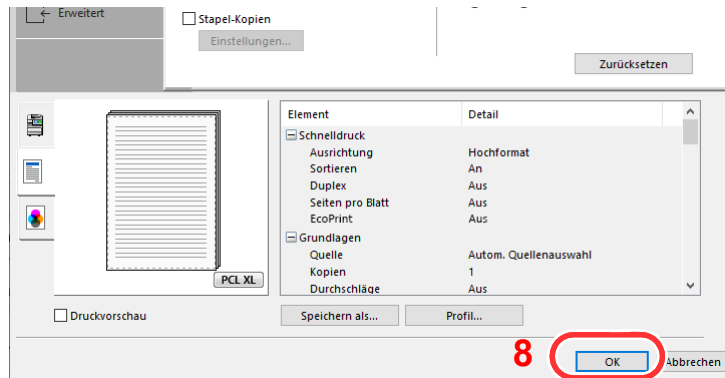 Erweitert
Stapel-Kopien
Einstellungen...
Zurücksetzen
Element Detail
Schnelldruck
Ausrichtung Hochformat
Sortieren An
Duplex Aus
Seiten pro Blatt Aus
EcoPrint Aus
Grundlagen
Quelle Autom. Quellenauswahl
Kopien 1
Durchschläge Aus
PCL XL
Druckvorschau
Speichern als... Profil...
8 OK Abbrechen